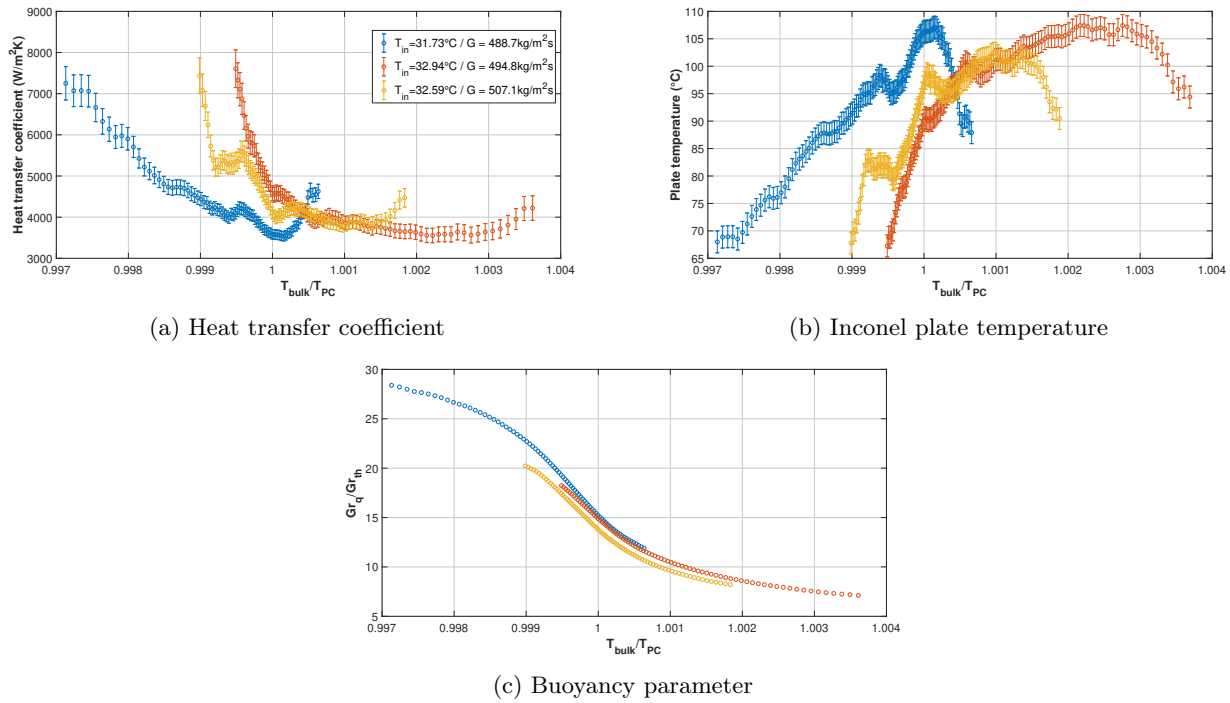 9000
8000
7000
6000
5000
4000
3000
Heat transfer coefficient (W/m²K)
T_in=31.73°C / G = 488.7kg/m²s
T_in=32.94°C / G = 494.8kg/m²s
T_in=32.59°C / G = 507.1kg/m²s
0.997 0.998 0.999 1 1.001 1.002 1.003 1.004
T_bulk/T_PC
(a) Heat transfer coefficient
110
105
100
95
90
85
80
75
70
65
Plate temperature (°C)
0.997 0.998 0.999 1 1.001 1.002 1.003 1.004
T_bulk/T_PC
(b) Inconel plate temperature
30
25
20
15
10
5
Gr_q/Gr_th
0.997 0.998 0.999 1 1.001 1.002 1.003 1.004
T_bulk/T_PC
(c) Buoyancy parameter